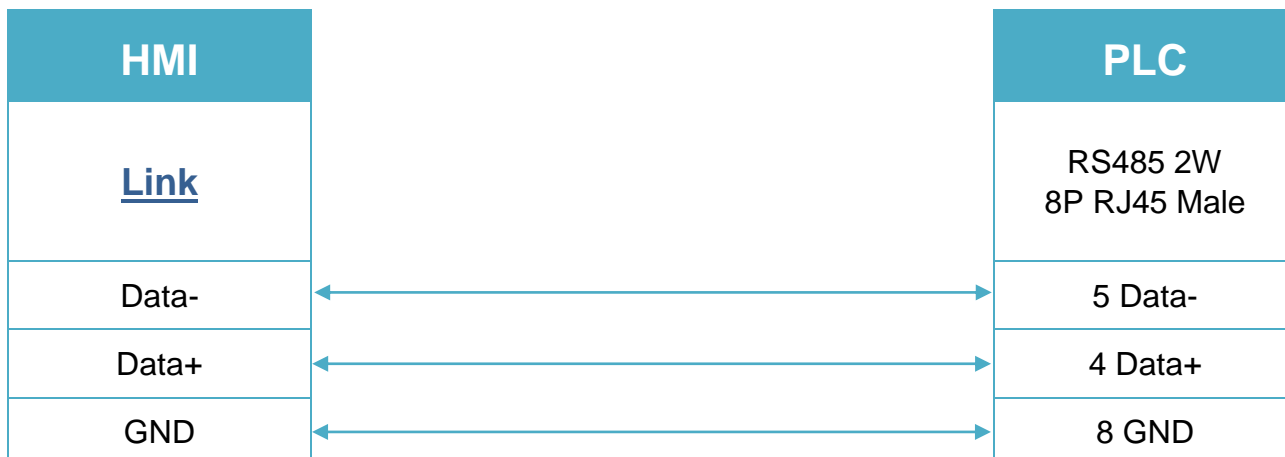 HMI
PLC
Link
RS485 2W
8P RJ45 Male
Data-
5 Data-
Data+
4 Data+
GND
8 GND